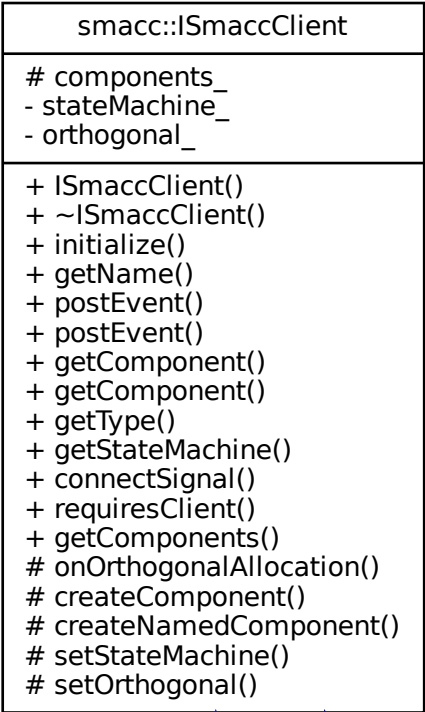 smacc::ISmaccClient
# components_
- stateMachine_
- orthogonal_
+ ISmaccClient()
+ ~ISmaccClient()
+ initialize()
+ getName()
+ postEvent()
+ postEvent()
+ getComponent()
+ getComponent()
+ getType()
+ getStateMachine()
+ connectSignal()
+ requiresClient()
+ getComponents()
# onOrthogonalAllocation()
# createComponent()
# createNamedComponent()
# setStateMachine()
# setOrthogonal()